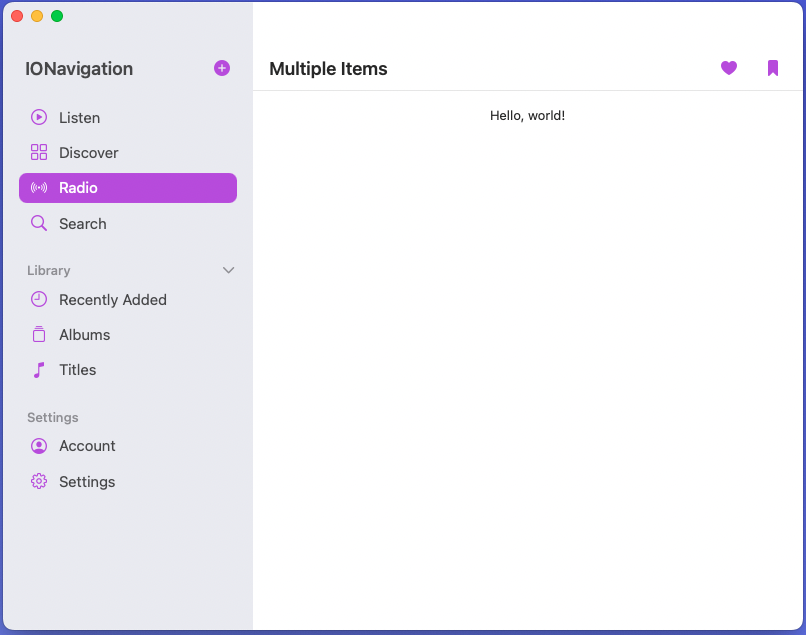 IONavigation
Listen
Discover
Radio
Search
Library
Recently Added
Albums
Titles
Settings
Account
Settings
Multiple Items
Hello, world!